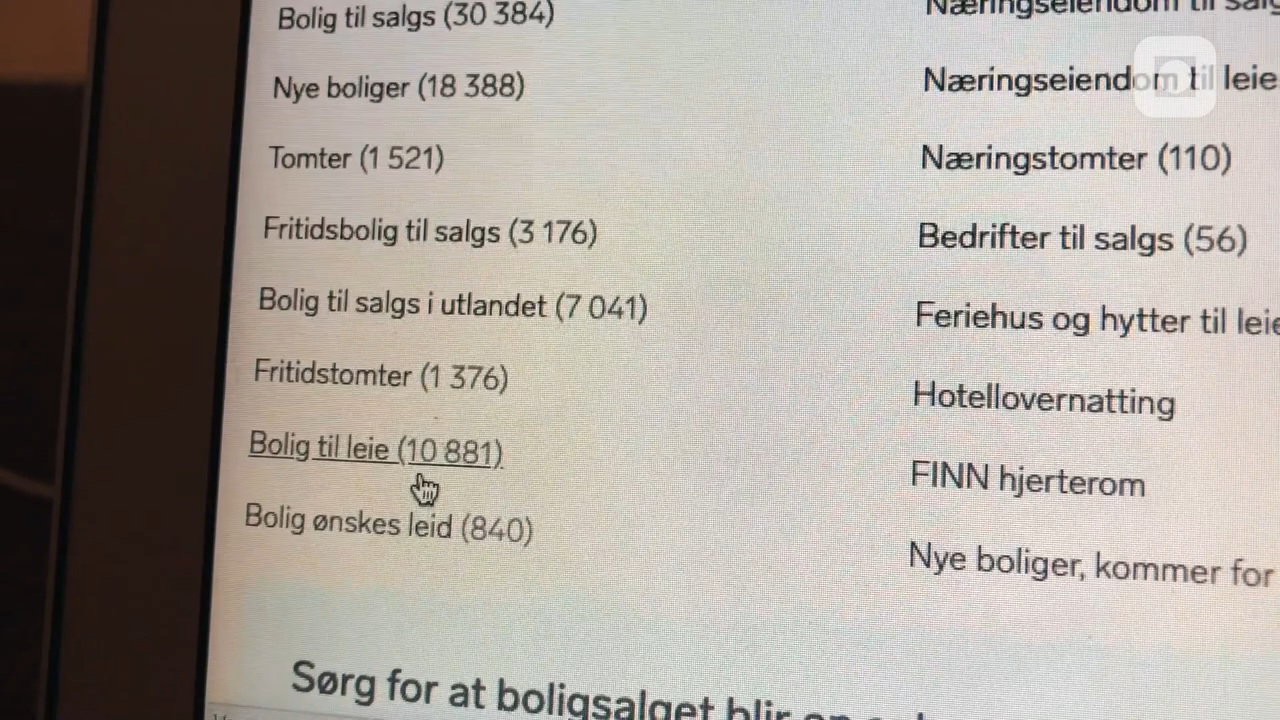 Bolig til salgs (30 384)
Nye boliger (18 388)
Tomter (1 521)
Fritidsbolig til salgs (3 176)
Bolig til salgs i utlandet (7 041)
Fritidstomter (1 376)
Bolig til leie (10 881)
Bolig ønskes leid (840)
Næringseiendom til salg
Næringseiendom til leie
Næringstomter (110)
Bedrifter til salgs (56)
Feriehus og hytter til leie
Hotellovernatting
FINN hjerterom
Nye boliger, kommer for
Sørg for at boligsalget blir